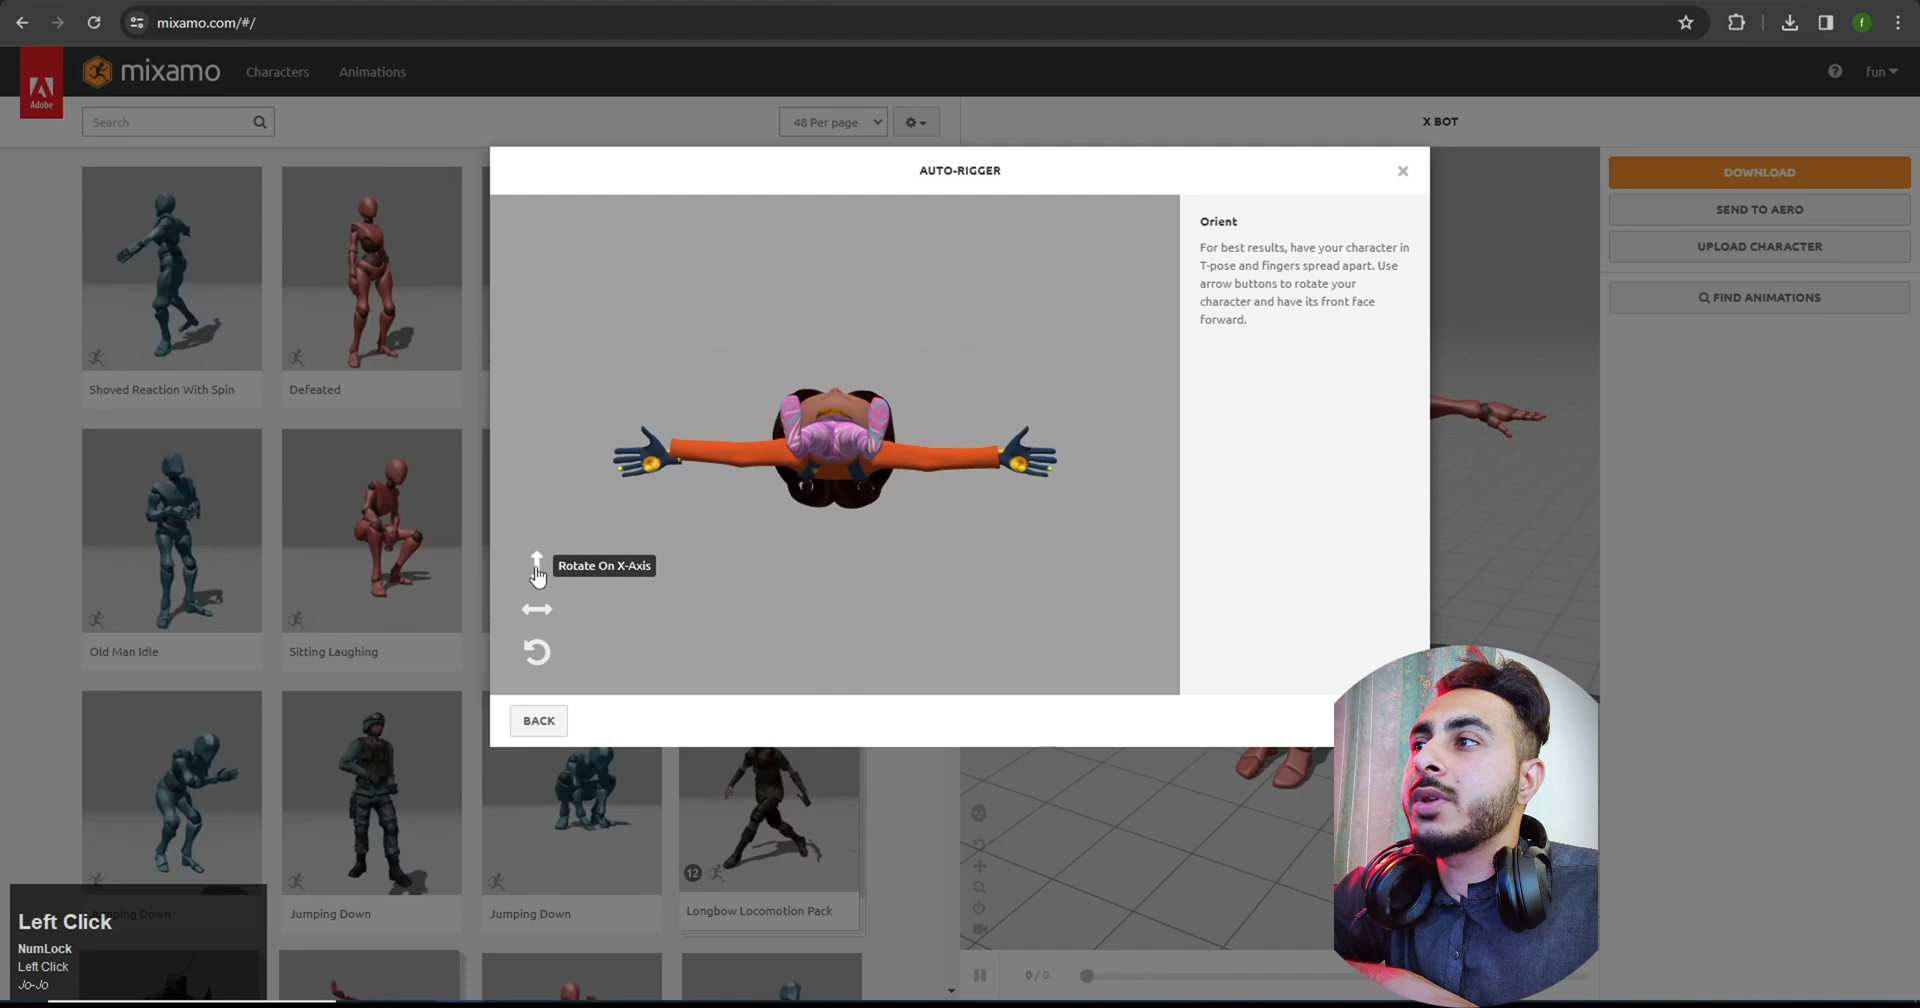 mixamo.com/#/
f
Adobe
mixamo
Characters
Animations
fun
Search
48 Per page
X BOT
AUTO-RIGGER
DOWNLOAD
SEND TO AERO
UPLOAD CHARACTER
FIND ANIMATIONS
Orient
For best results, have your character in
T-pose and fingers spread apart. Use
arrow buttons to rotate your
character and have its front face
forward.
Shoved Reaction With Spin
Defeated
Rotate On X-Axis
Old Man Idle
Sitting Laughing
BACK
12
Jumping Down
Jumping Down
Jumping Down
Longbow Locomotion Pack
Left Click
NumLock
Left Click
Jo-Jo
0 / 0